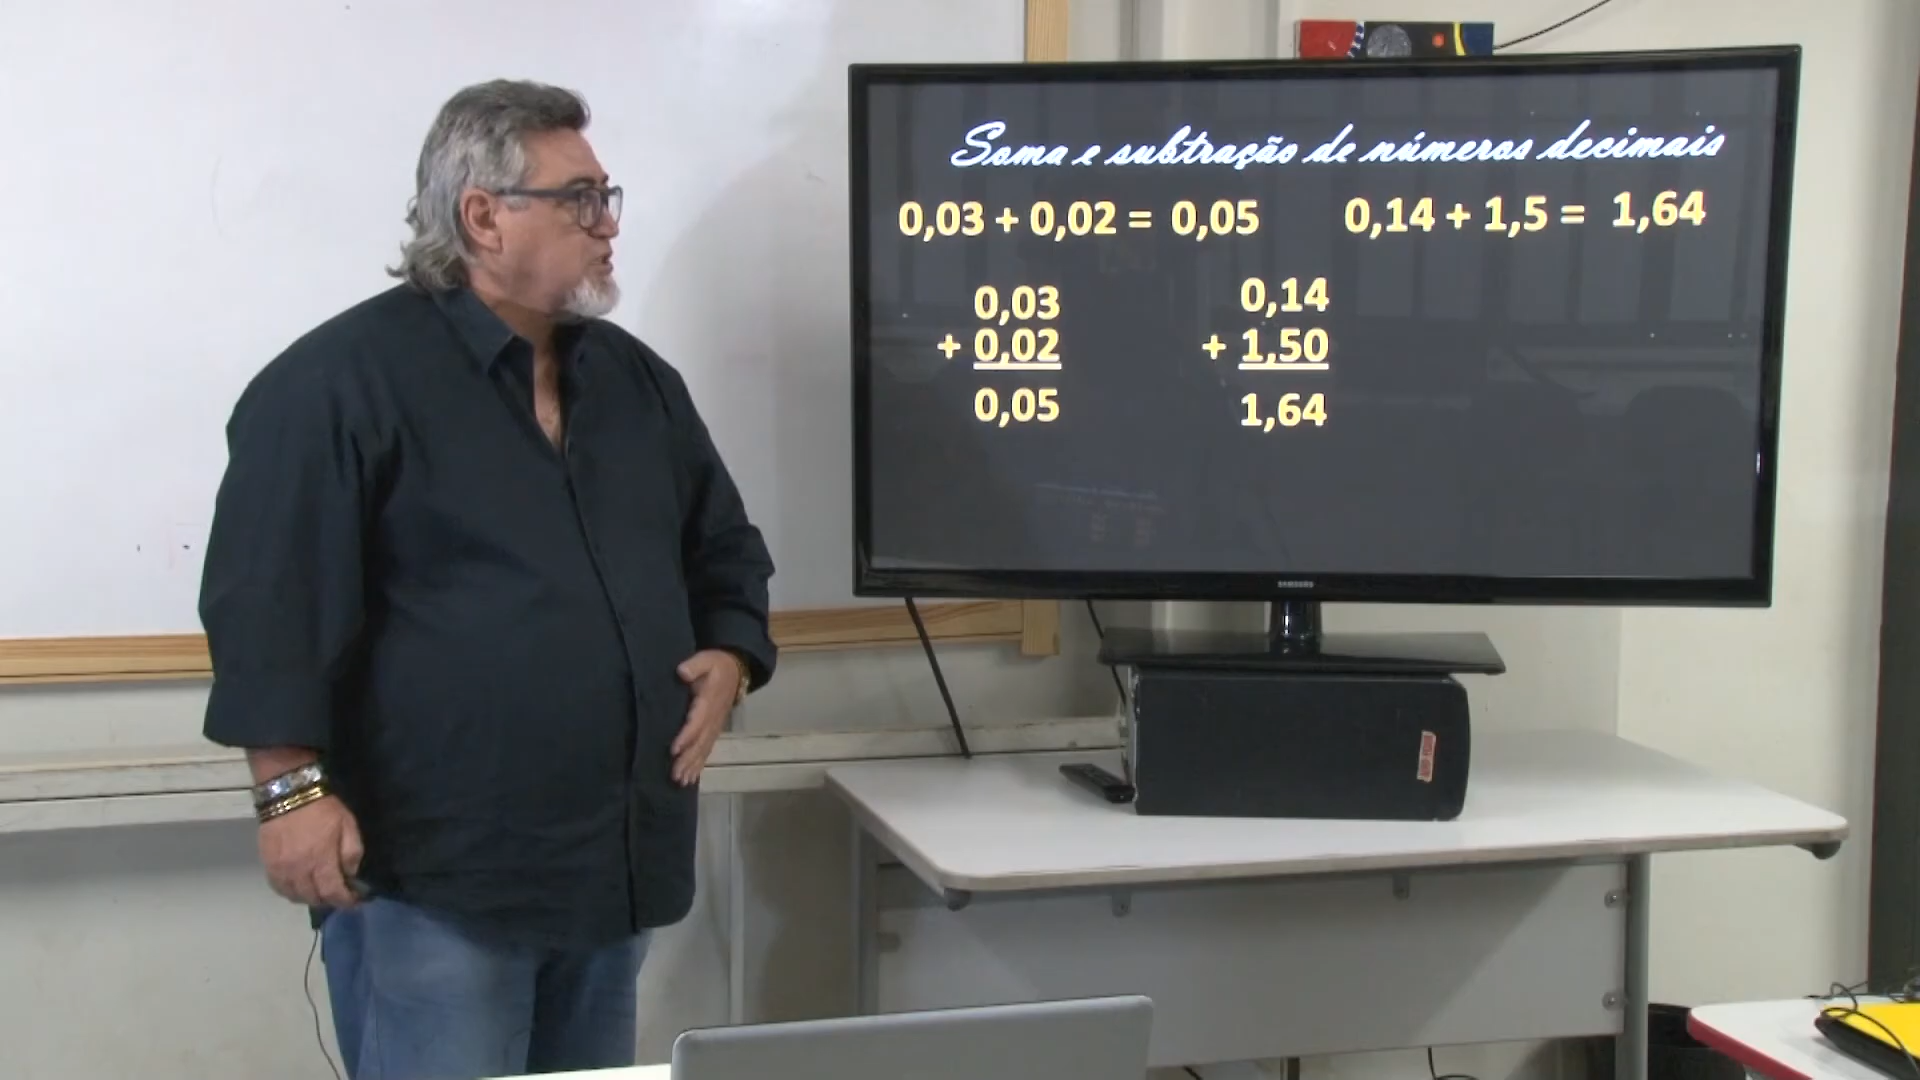 Soma e subtração de números decimais
0,03 + 0,02 = 0,05
0,14 + 1,5 = 1,64
0,03
+ 0,02
0,05
0,14
+ 1,50
1,64
SAMSUNG